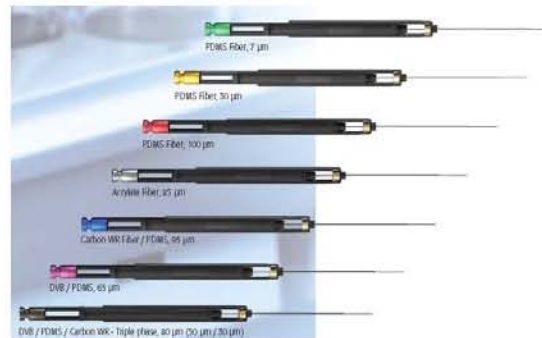 PDMS Fiber, 7 µm
PDMS Fiber, 30 µm
PDMS Fiber, 100 µm
Acrylate Fiber, 85 µm
Carbon WR Fiber / PDMS, 95 µm
DVB / PDMS, 65 µm
DVB / PDMS / Carbon WR - Triple phase, 80 µm (50 µm / 30 µm)